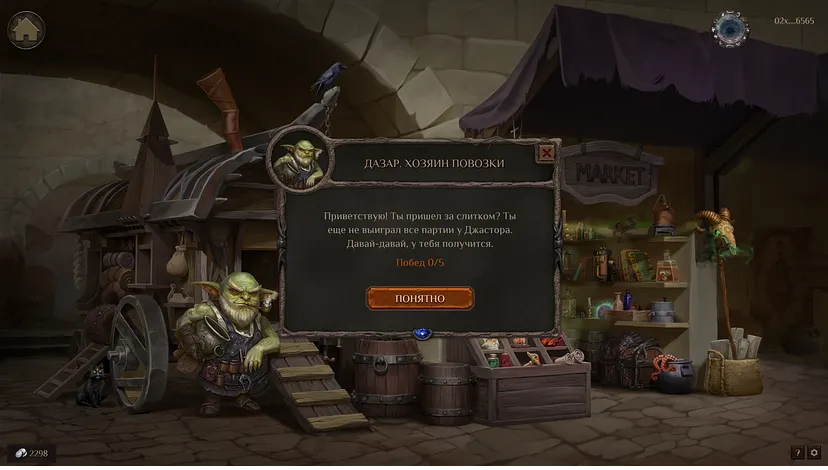 02x...6565
ДАЗАР. ХОЗЯИН ПОВОЗКИ
MARKET
Приветствую! Ты пришел за слитком? Ты
еще не выиграл все партии у Джастора.
Давай-давай, у тебя получится.
Побед 0/5
ПОНЯТНО
2298
?